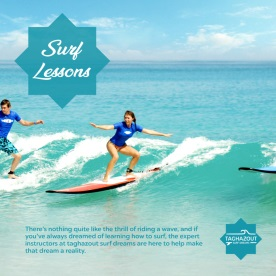 Surf
Lessons
There's nothing quite like the thrill of riding a wave, and if
you've always dreamed of learning how to surf, the expert
instructors at taghazout surf dreams are here to help make
that dream a reality.
TAGHAZOUT